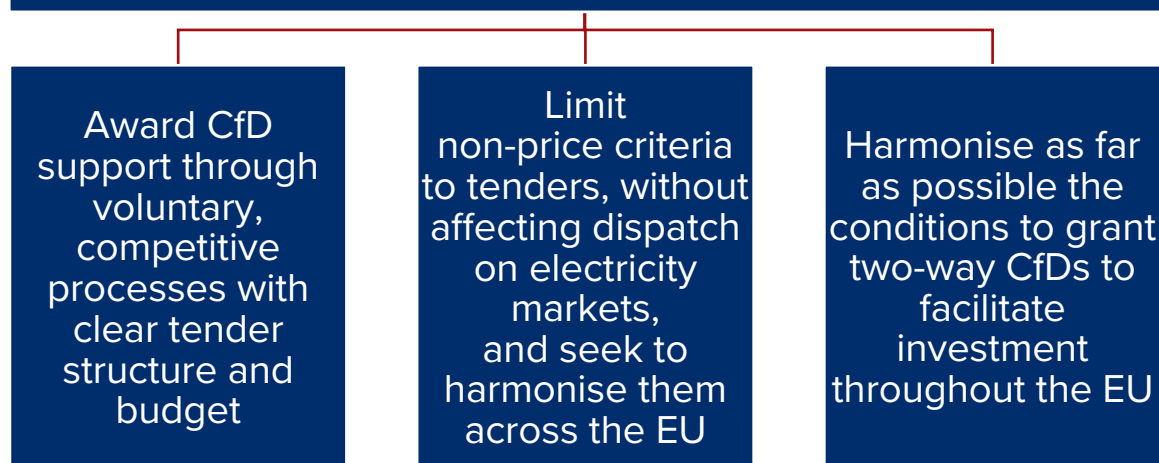 Award CfD
support through
voluntary,
competitive
processes with
clear tender
structure and
budget
Limit
non-price criteria
to tenders, without
affecting dispatch
on electricity
markets,
and seek to
harmonise them
across the EU
Harmonise as far
as possible the
conditions to grant
two-way CfDs to
facilitate
investment
throughout the EU